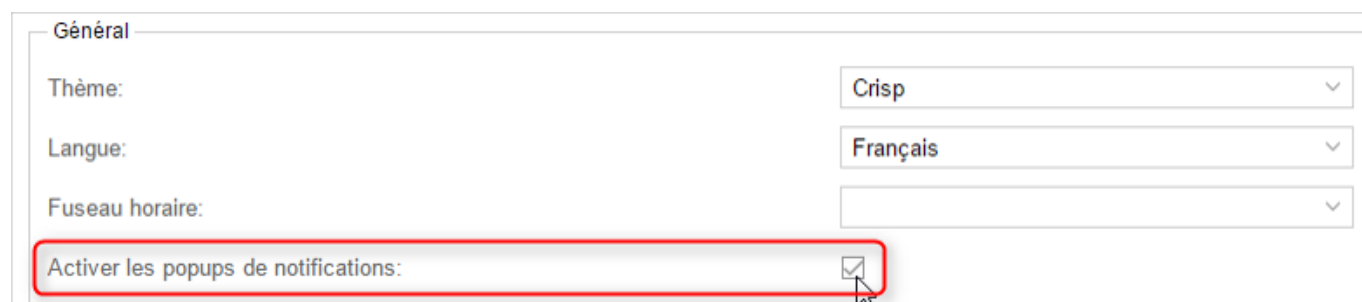 Général
Thème: Crisp
Langue: Français
Fuseau horaire:
Activer les popups de notifications: